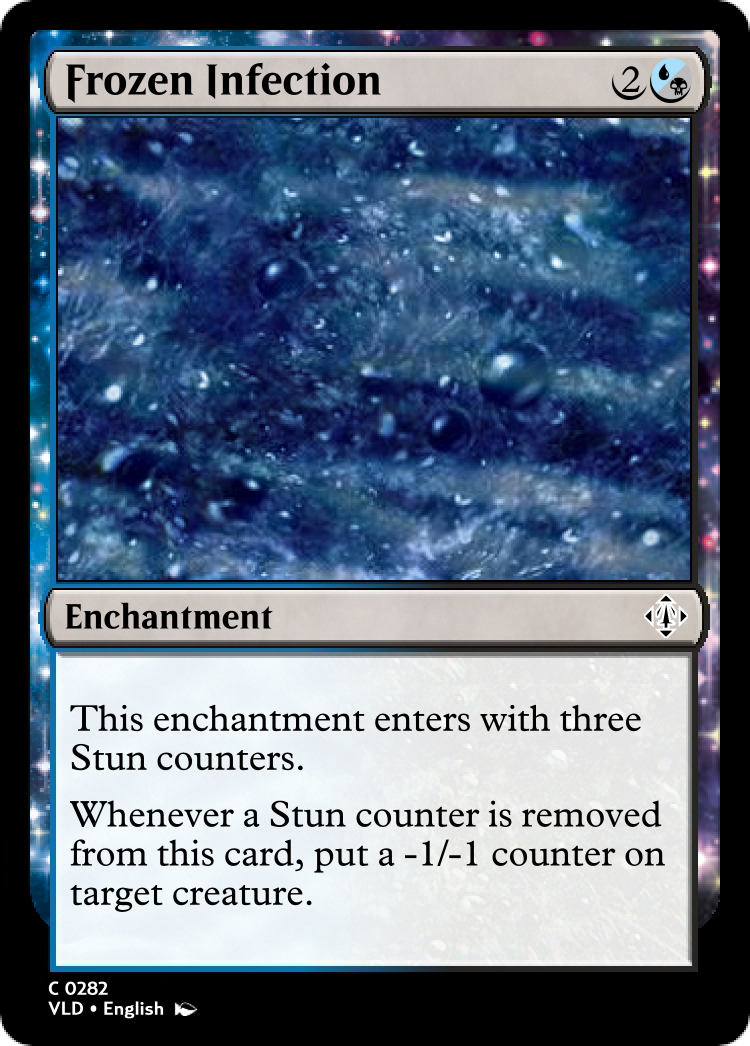 Frozen Infection 2
Enchantment
This enchantment enters with three
Stun counters.
Whenever a Stun counter is removed
from this card, put a -1/-1 counter on
target creature.
C 0282
VLD • English